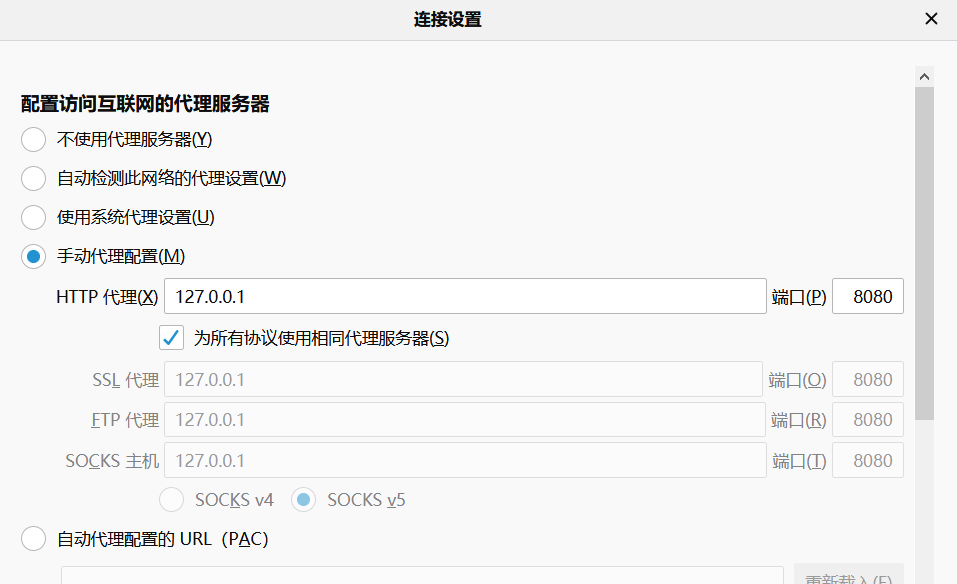 连接设置
配置访问互联网的代理服务器
不使用代理服务器(Y)
自动检测此网络的代理设置(W)
使用系统代理设置(U)
手动代理配置(M)
HTTP 代理(X) 127.0.0.1 端口(P) 8080
为所有协议使用相同代理服务器(S)
SSL 代理 127.0.0.1 端口(O) 8080
FTP 代理 127.0.0.1 端口(R) 8080
SOCKS 主机 127.0.0.1 端口(T) 8080
SOCKS v4 SOCKS v5
自动代理配置的 URL（PAC）
重新载入(E)